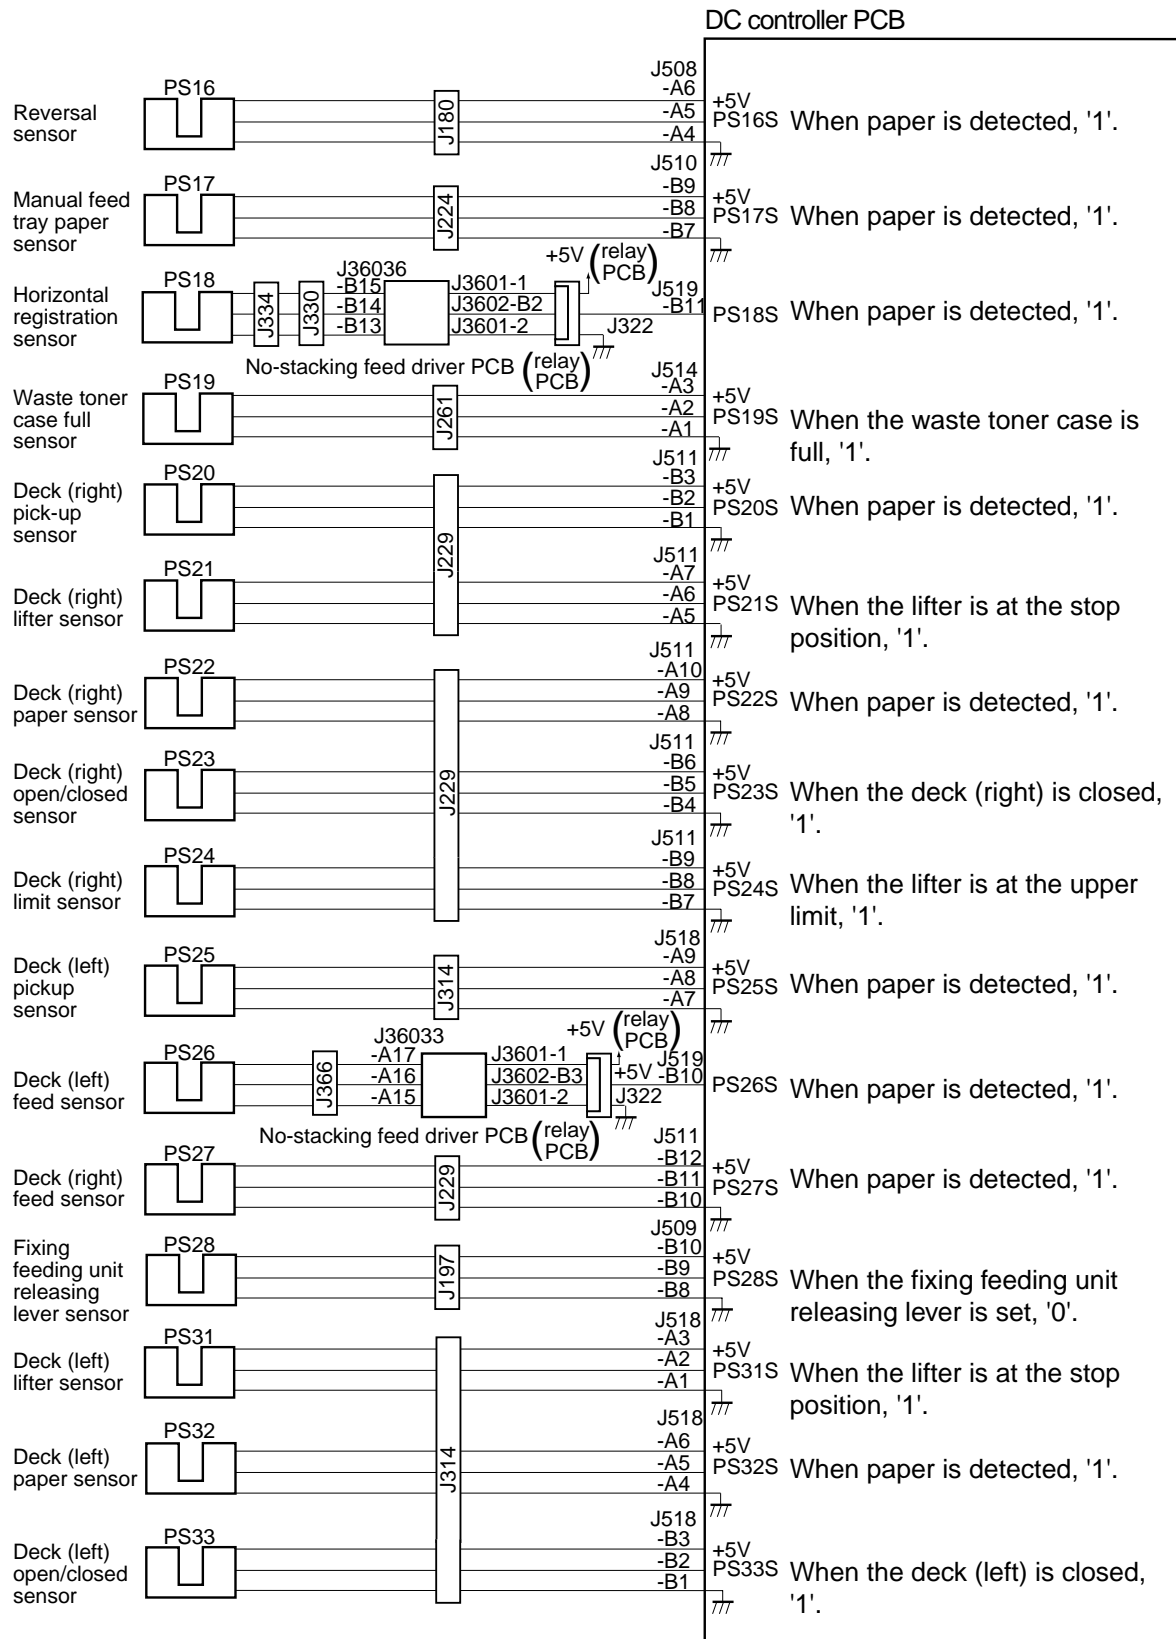 DC controller PCB
Reversal
sensor
PS16
J180
J508
-A6
-A5
-A4
+5V
PS16S
When paper is detected, '1'.
Manual feed
tray paper
sensor
PS17
J224
J510
-B9
-B8
-B7
+5V
PS17S
When paper is detected, '1'.
Horizontal
registration
sensor
PS18
J334
J330
J36036
-B15
-B14
-B13
J3601-1
J3602-B2
J3601-2
+5V (relay
PCB)
J322
J519
-B11
PS18S
When paper is detected, '1'.
No-stacking feed driver PCB (relay
PCB)
Waste toner
case full
sensor
PS19
J261
J514
-A3
-A2
-A1
+5V
PS19S
When the waste toner case is
full, '1'.
Deck (right)
pick-up
sensor
PS20
J229
J511
-B3
-B2
-B1
+5V
PS20S
When paper is detected, '1'.
Deck (right)
lifter sensor
PS21
J511
-A7
-A6
-A5
+5V
PS21S
When the lifter is at the stop
position, '1'.
Deck (right)
paper sensor
PS22
J511
-A10
-A9
-A8
+5V
PS22S
When paper is detected, '1'.
Deck (right)
open/closed
sensor
PS23
J229
J511
-B6
-B5
-B4
+5V
PS23S
When the deck (right) is closed,
'1'.
Deck (right)
limit sensor
PS24
J511
-B9
-B8
-B7
+5V
PS24S
When the lifter is at the upper
limit, '1'.
Deck (left)
pickup
sensor
PS25
J314
J518
-A9
-A8
-A7
+5V
PS25S
When paper is detected, '1'.
Deck (left)
feed sensor
PS26
J366
J36033
-A17
-A16
-A15
J3601-1
J3602-B3
J3601-2
+5V (relay
PCB)
+5V
J322
J519
-B10
PS26S
When paper is detected, '1'.
No-stacking feed driver PCB (relay
PCB)
Deck (right)
feed sensor
PS27
J229
J511
-B12
-B11
-B10
+5V
PS27S
When paper is detected, '1'.
Fixing
feeding unit
releasing
lever sensor
PS28
J197
J509
-B10
-B9
-B8
+5V
PS28S
When the fixing feeding unit
releasing lever is set, '0'.
Deck (left)
lifter sensor
PS31
J518
-A3
-A2
-A1
+5V
PS31S
When the lifter is at the stop
position, '1'.
Deck (left)
paper sensor
PS32
J314
J518
-A6
-A5
-A4
+5V
PS32S
When paper is detected, '1'.
Deck (left)
open/closed
sensor
PS33
J518
-B3
-B2
-B1
+5V
PS33S
When the deck (left) is closed,
'1'.